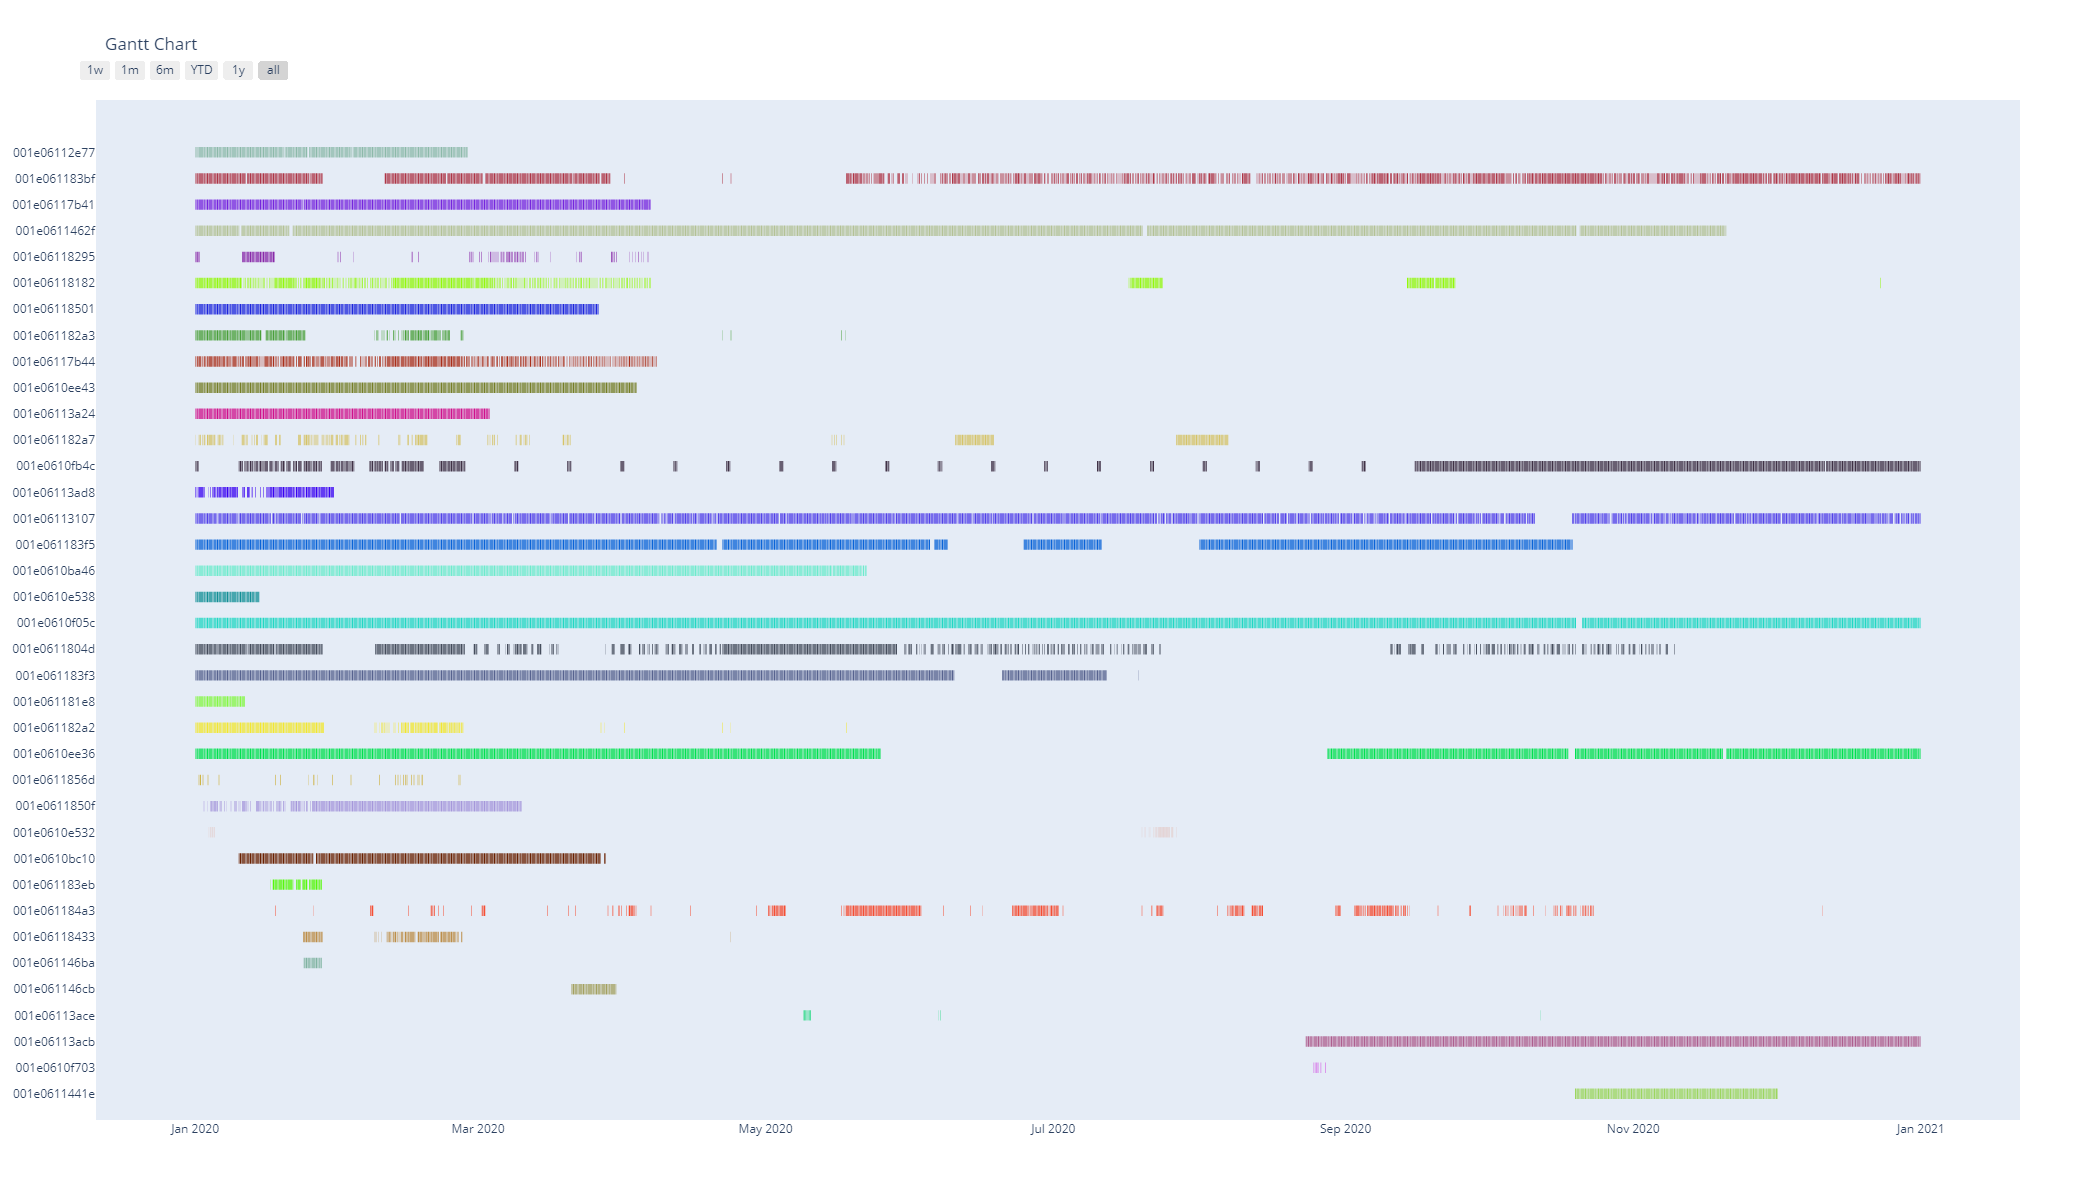 Gantt Chart
1w 1m 6m YTD 1y all
001e06112e77
001e061183bf
001e06117b41
001e0611462f
001e06118295
001e06118182
001e06118501
001e061182a3
001e06117b44
001e0610ee43
001e06113a24
001e061182a7
001e0610fb4c
001e06113ad8
001e06113107
001e061183f5
001e0610ba46
001e0610e538
001e0610f05c
001e0611804d
001e061183f3
001e061181e8
001e061182a2
001e0610ee36
001e0611856d
001e0611850f
001e0610e532
001e0610bc10
001e061183eb
001e061184a3
001e06118433
001e061146ba
001e061146cb
001e06113ace
001e06113acb
001e0610f703
001e0611441e
Jan 2020 Mar 2020 May 2020 Jul 2020 Sep 2020 Nov 2020 Jan 2021